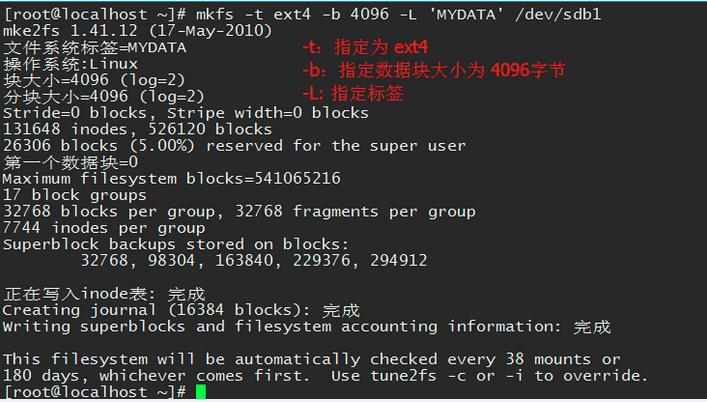 [root@localhost ~]# mkfs -t ext4 -b 4096 -L 'MYDATA' /dev/sdb1
mke2fs 1.41.12 (17-May-2010)
文件系统标签=MYDATA
-t：指定为 ext4
操作系统:Linux
-b：指定数据块大小为 4096字节
块大小=4096 (log=2)
-L: 指定标签
分块大小=4096 (log=2)
Stride=0 blocks, Stripe width=0 blocks
131648 inodes, 526120 blocks
26306 blocks (5.00%) reserved for the super user
第一个数据块=0
Maximum filesystem blocks=541065216
17 block groups
32768 blocks per group, 32768 fragments per group
7744 inodes per group
Superblock backups stored on blocks:
32768, 98304, 163840, 229376, 294912
正在写入inode表: 完成
Creating journal (16384 blocks): 完成
Writing superblocks and filesystem accounting information: 完成
This filesystem will be automatically checked every 38 mounts or
180 days, whichever comes first.  Use tune2fs -c or -i to override.
[root@localhost ~]#